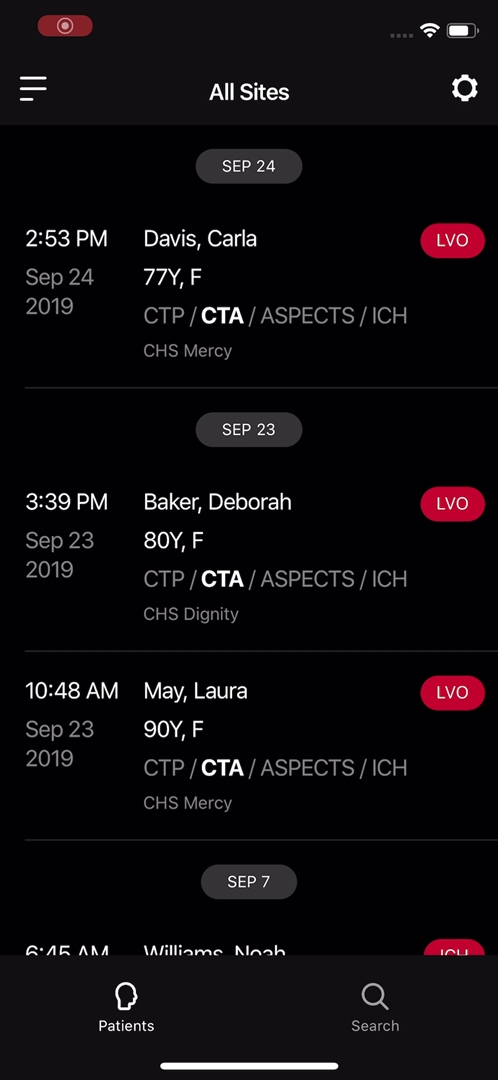 All Sites
SEP 24
2:53 PM Davis, Carla LVO
Sep 24 77Y, F
2019 CTP / CTA / ASPECTS / ICH
CHS Mercy
SEP 23
3:39 PM Baker, Deborah LVO
Sep 23 80Y, F
2019 CTP / CTA / ASPECTS / ICH
CHS Dignity
10:48 AM May, Laura LVO
Sep 23 90Y, F
2019 CTP / CTA / ASPECTS / ICH
CHS Mercy
SEP 7
6:45 AM Williams, Noah ICH
Patients Search